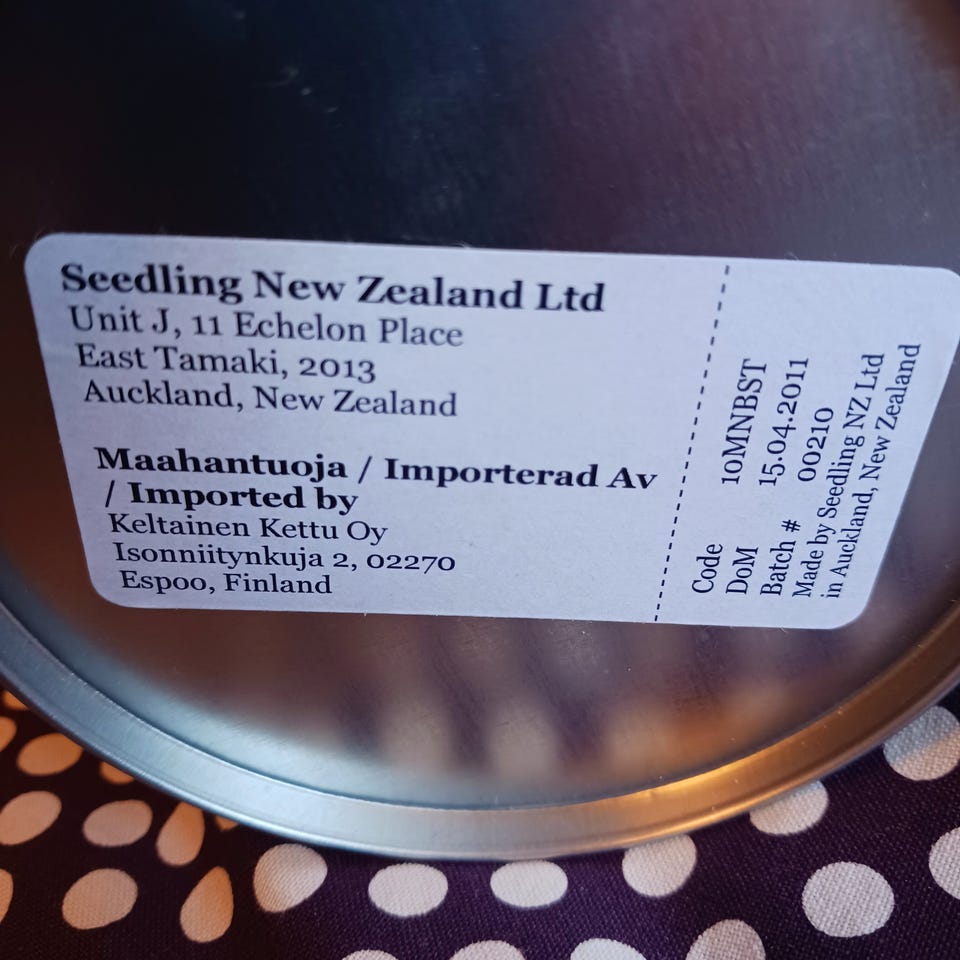 Seedling New Zealand Ltd
Unit J, 11 Echelon Place
East Tamaki, 2013
Auckland, New Zealand
Maahantuoja / Importerad Av
/ Imported by
Keltainen Kettu Oy
Isonniitynkuja 2, 02270
Espoo, Finland
Code 10MNBST
DoM 15.04.2011
Batch # 00210
Made by Seedling NZ Ltd
in Auckland, New Zealand